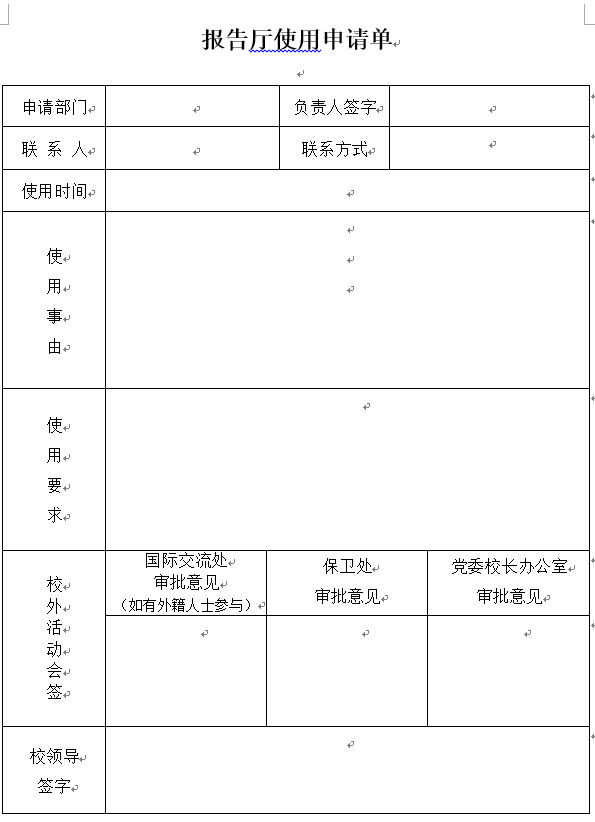 报告厅使用申请单
申请部门
负责人签字
联 系 人
联系方式
使用时间
使
用
事
由
使
用
要
求
校
外
活
动
会
签
国际交流处
审批意见
（如有外籍人士参与）
保卫处
审批意见
党委校长办公室
审批意见
校领导
签字